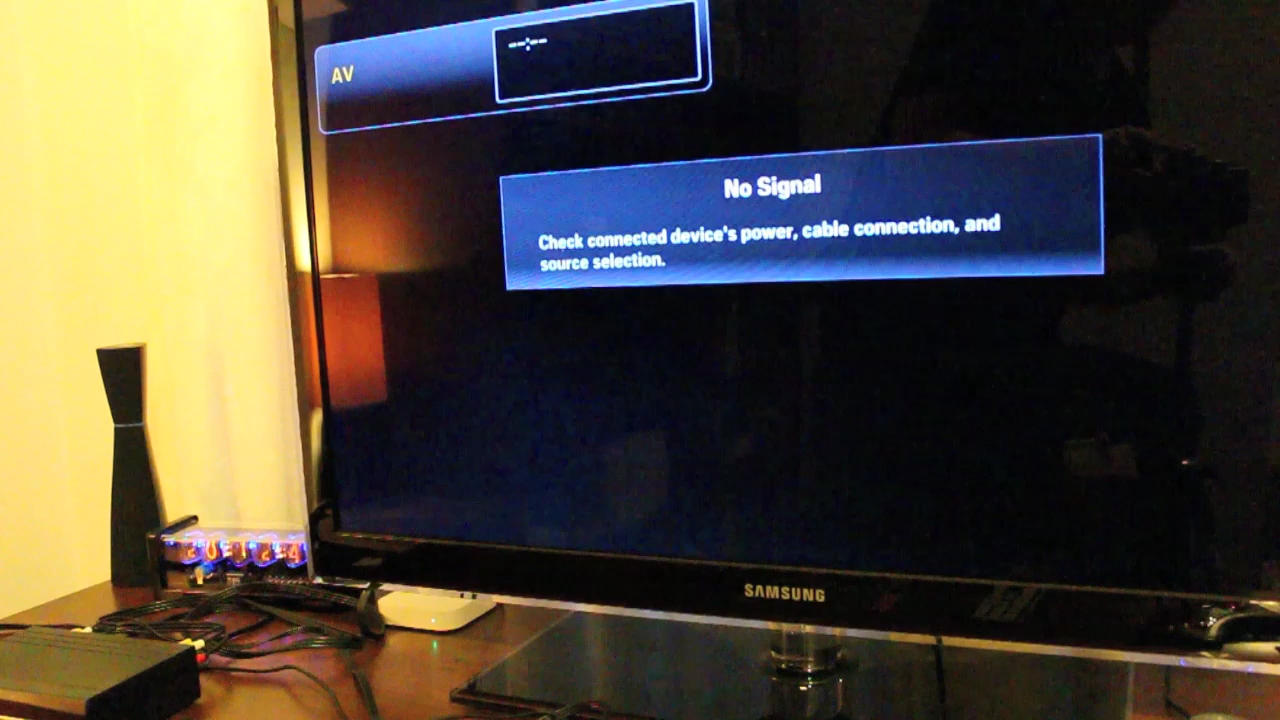 AV
--:--
No Signal
Check connected device's power, cable connection, and
source selection.
SAMSUNG